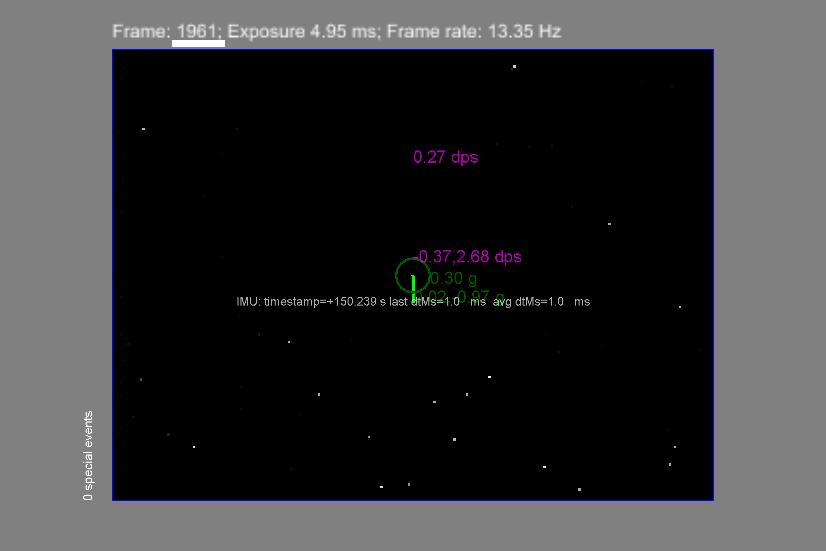 Frame: 1961; Exposure 4.95 ms; Frame rate: 13.35 Hz
0.27 dps
-0.37,2.68 dps
0.30 g
0.97 g
IMU: timestamp=+150.239 s last dtMs=1.0 ms avg dtMs=1.0 ms
0 special events